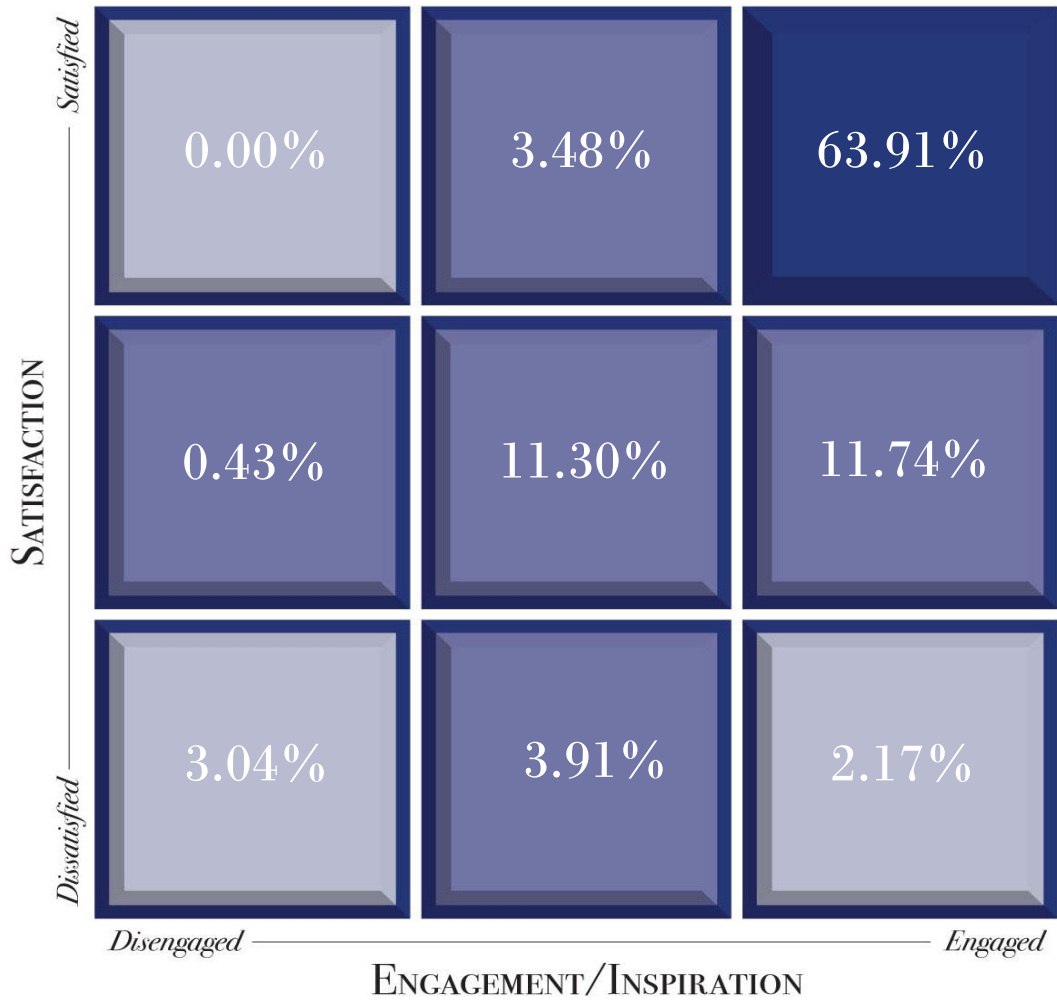 Satisfied
0.00% 3.48% 63.91%
SATISFACTION
0.43% 11.30% 11.74%
3.04% 3.91% 2.17%
Dissatisfied
Disengaged Engaged
ENGAGEMENT/INSPIRATION